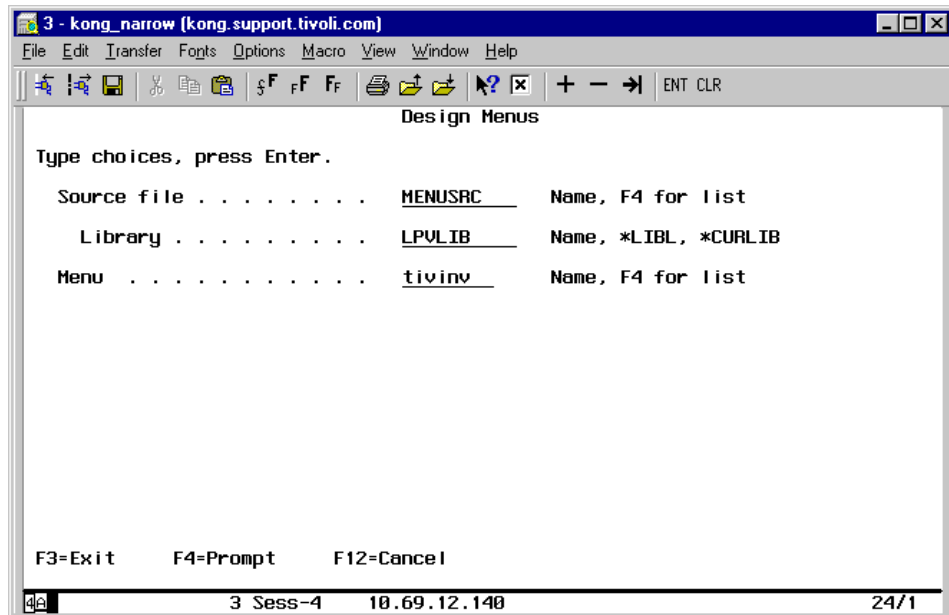 3 - kong_narrow (kong.support.tivoli.com)
File Edit Transfer Fonts Options Macro View Window Help
ENT CLR
Design Menus
Type choices, press Enter.
Source file . . . . . . . . MENUSRC Name, F4 for list
Library . . . . . . . . . LPVLIB Name, *LIBL, *CURLIB
Menu . . . . . . . . . . . tivinv Name, F4 for list
F3=Exit F4=Prompt F12=Cancel
4A 3 Sess-4 10.69.12.140 24/1